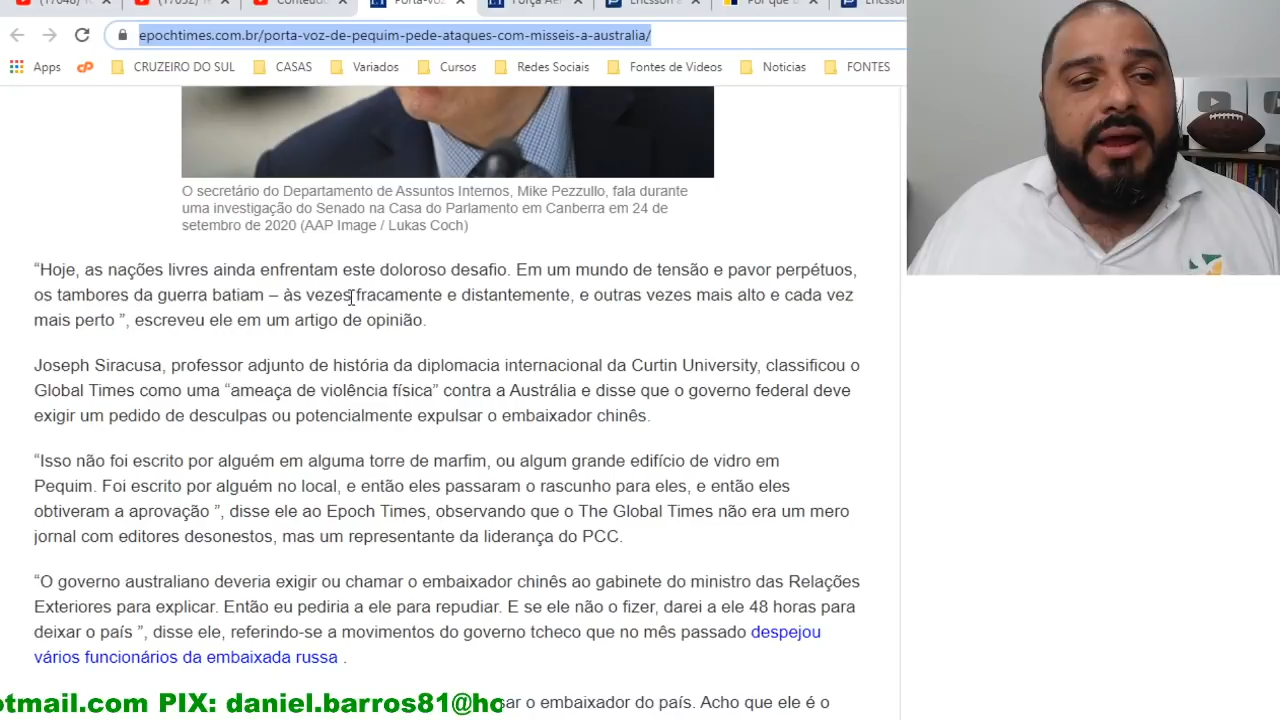 Conteúdo
Porta-voz
Força Aé
Ericsson a
Por que o
Ericsson
epochtimes.com.br/porta-voz-de-pequim-pede-ataques-com-misseis-a-australia/
Apps CRUZEIRO DO SUL CASAS Variados Cursos Redes Sociais Fontes de Videos Noticias FONTES
O secretário do Departamento de Assuntos Internos, Mike Pezzullo, fala durante
uma investigação do Senado na Casa do Parlamento em Canberra em 24 de
setembro de 2020 (AAP Image / Lukas Coch)
“Hoje, as nações livres ainda enfrentam este doloroso desafio. Em um mundo de tensão e pavor perpétuos,
os tambores da guerra batiam – às vezes fracamente e distantemente, e outras vezes mais alto e cada vez
mais perto ”, escreveu ele em um artigo de opinião.
Joseph Siracusa, professor adjunto de história da diplomacia internacional da Curtin University, classificou o
Global Times como uma “ameaça de violência física” contra a Austrália e disse que o governo federal deve
exigir um pedido de desculpas ou potencialmente expulsar o embaixador chinês.
“Isso não foi escrito por alguém em alguma torre de marfim, ou algum grande edifício de vidro em
Pequim. Foi escrito por alguém no local, e então eles passaram o rascunho para eles, e então eles
obtiveram a aprovação ”, disse ele ao Epoch Times, observando que o The Global Times não era um mero
jornal com editores desonestos, mas um representante da liderança do PCC.
“O governo australiano deveria exigir ou chamar o embaixador chinês ao gabinete do ministro das Relações
Exteriores para explicar. Então eu pediria a ele para repudiar. E se ele não o fizer, darei a ele 48 horas para
deixar o país ”, disse ele, referindo-se a movimentos do governo tcheco que no mês passado despejou
vários funcionários da embaixada russa .
otmail.com PIX: daniel.barros81@ho
sar o embaixador do país. Acho que ele é o